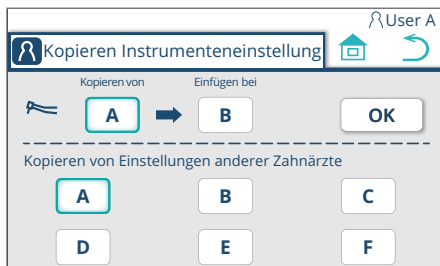 User A
Kopieren Instrumenteneinstellung
Kopieren von Einfügen bei
A B OK
Kopieren von Einstellungen anderer Zahnärzte
A B C
D E F